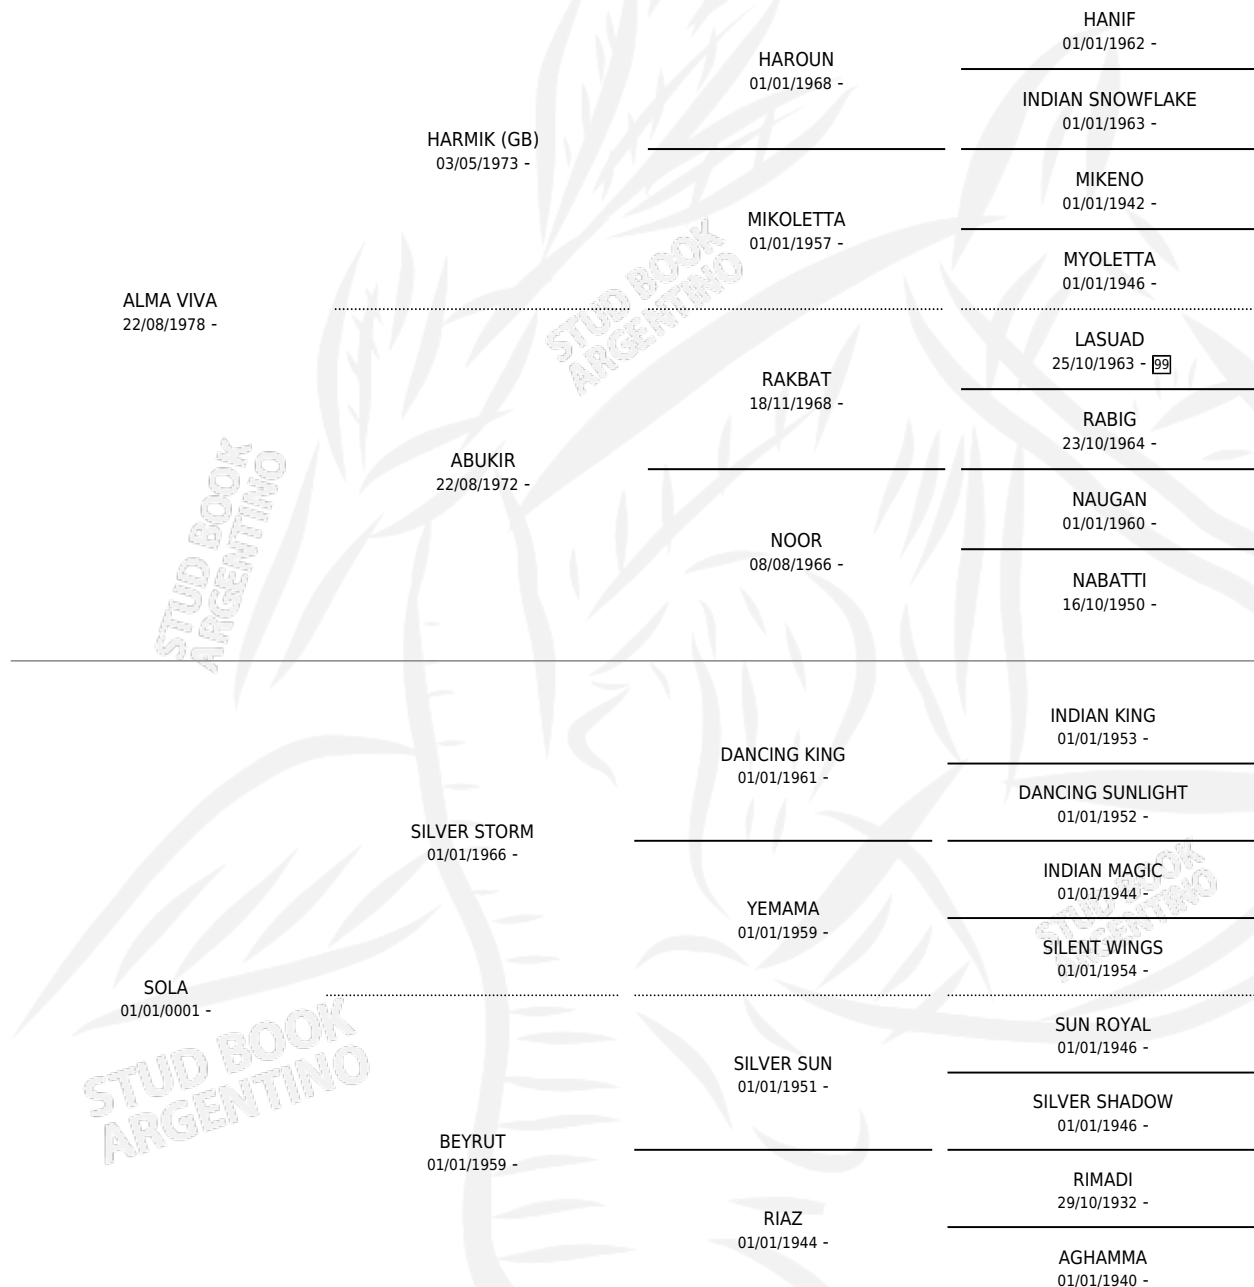 HANIF
01/01/1962 -
HAROUN
01/01/1968 -
INDIAN SNOWFLAKE
01/01/1963 -
HARMIK (GB)
03/05/1973 -
MIKENO
01/01/1942 -
MIKOLETTA
01/01/1957 -
MYOLETTA
01/01/1946 -
ALMA VIVA
22/08/1978 -
LASUAD
25/10/1963 - 99
RAKBAT
18/11/1968 -
RABIG
23/10/1964 -
ABUKIR
22/08/1972 -
NAUGAN
01/01/1960 -
NOOR
08/08/1966 -
NABATTI
16/10/1950 -
INDIAN KING
01/01/1953 -
DANCING KING
01/01/1961 -
DANCING SUNLIGHT
01/01/1952 -
SILVER STORM
01/01/1966 -
INDIAN MAGIC
01/01/1944 -
YEMAMA
01/01/1959 -
SILENT WINGS
01/01/1954 -
SOLA
01/01/0001 -
SUN ROYAL
01/01/1946 -
SILVER SUN
01/01/1951 -
SILVER SHADOW
01/01/1946 -
BEYRUT
01/01/1959 -
RIMADI
29/10/1932 -
RIAZ
01/01/1944 -
AGHAMMA
01/01/1940 -
STUD BOOK
ARGENTINO
STUD BOOK
ARGENTINO
STUD BOOK
ARGENTINO
STUD BOOK
ARGENTINO